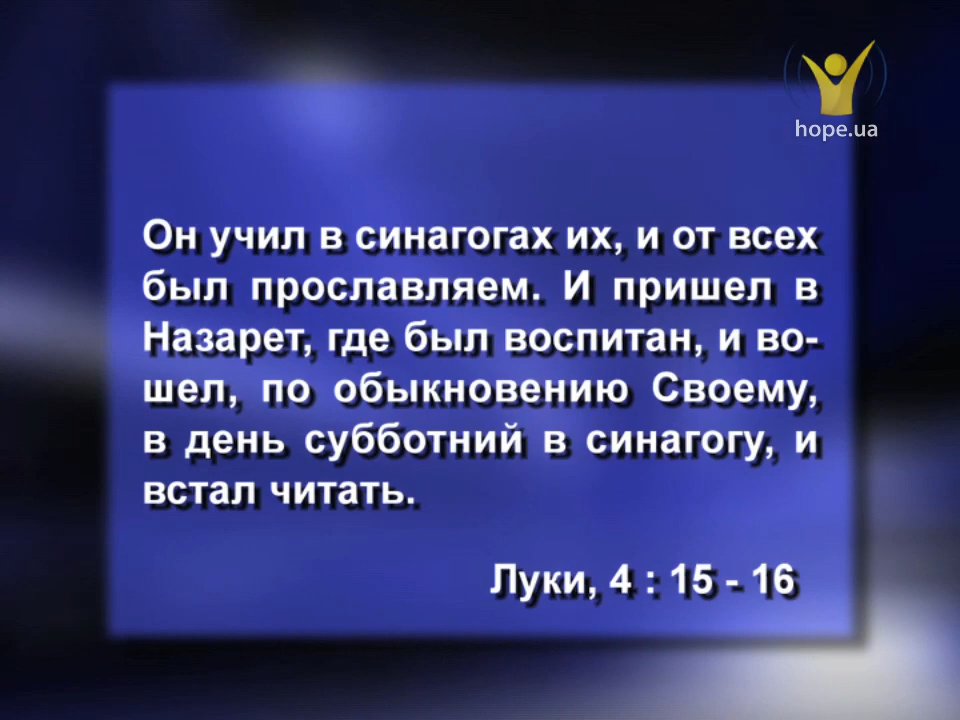 hope.ua
Он учил в синагогах их, и от всех
был прославляем. И пришел в
Назарет, где был воспитан, и во-
шел, по обыкновению Своему,
в день субботний в синагогу, и
встал читать.
Луки, 4 : 15 - 16